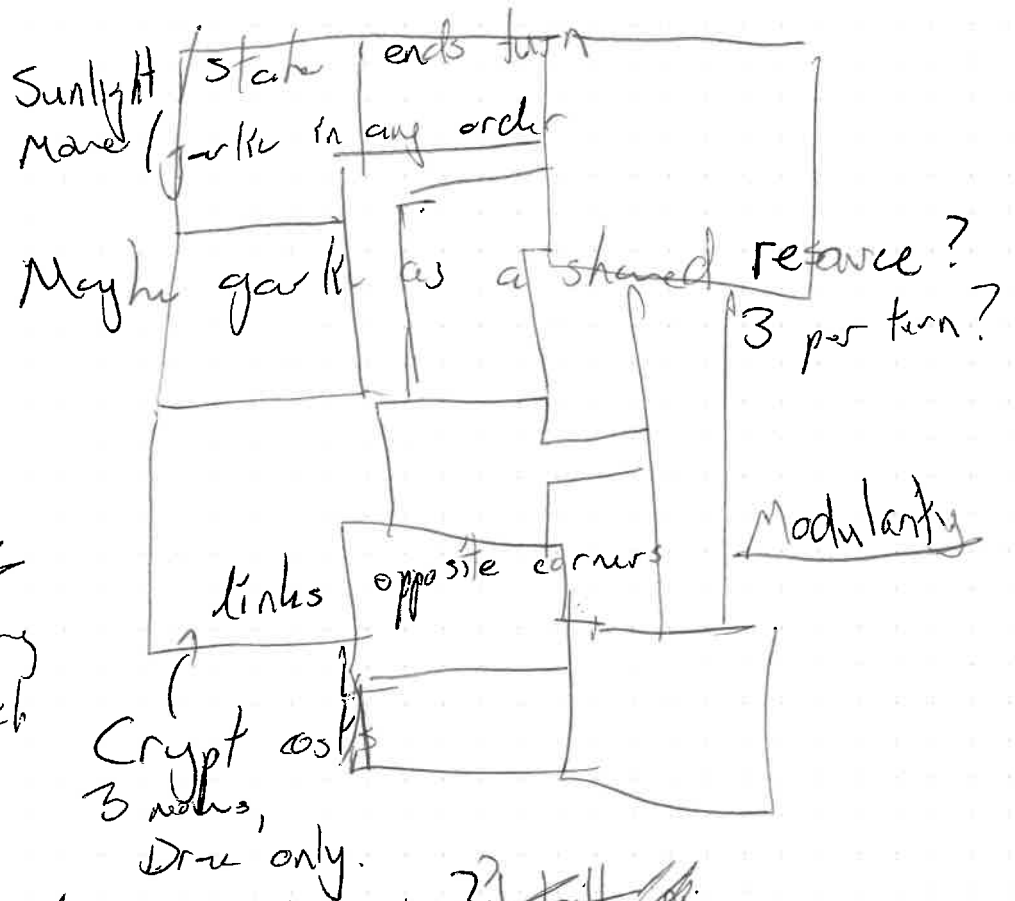 Sunlight state ends turn
Move / garlic in any order
Maybe garlic as a shared resource?
3 per turn?
Modularity
links opposite corners
Crypt costs
3 moves,
Drac only.